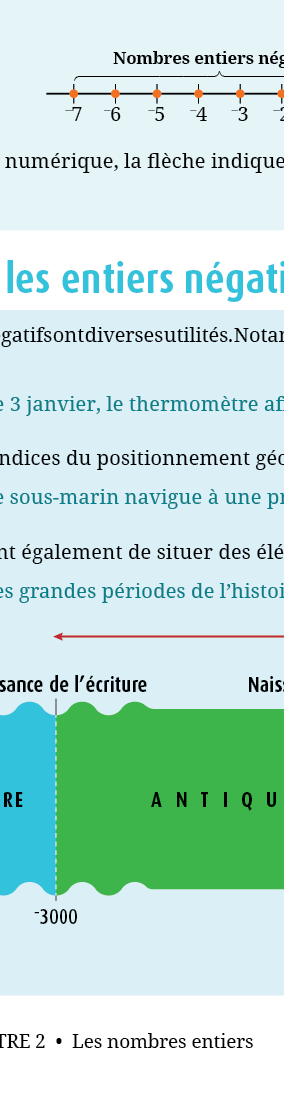 Nombres entiers nég
-7 -6 -5 -4 -3 -2
numérique, la flèche indique
les entiers négati
gatifsontdiversesutilités.Notam
e 3 janvier, le thermomètre af
ndices du positionnement géo
e sous-marin navigue à une pr
nt également de situer des élé
es grandes périodes de l’histoi
sance de l’écriture Naiss
RE ANTIQU
-3000
TRE 2 • Les nombres entiers